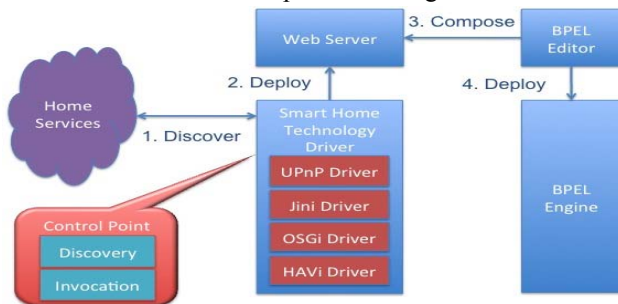 3. Compose
Web Server
BPEL
Editor
2. Deploy
4. Deploy
Home
Services
1. Discover
Smart Home
Technology
Driver
UPnP Driver
Jini Driver
OSGi Driver
HAVi Driver
BPEL
Engine
Control Point
Discovery
Invocation